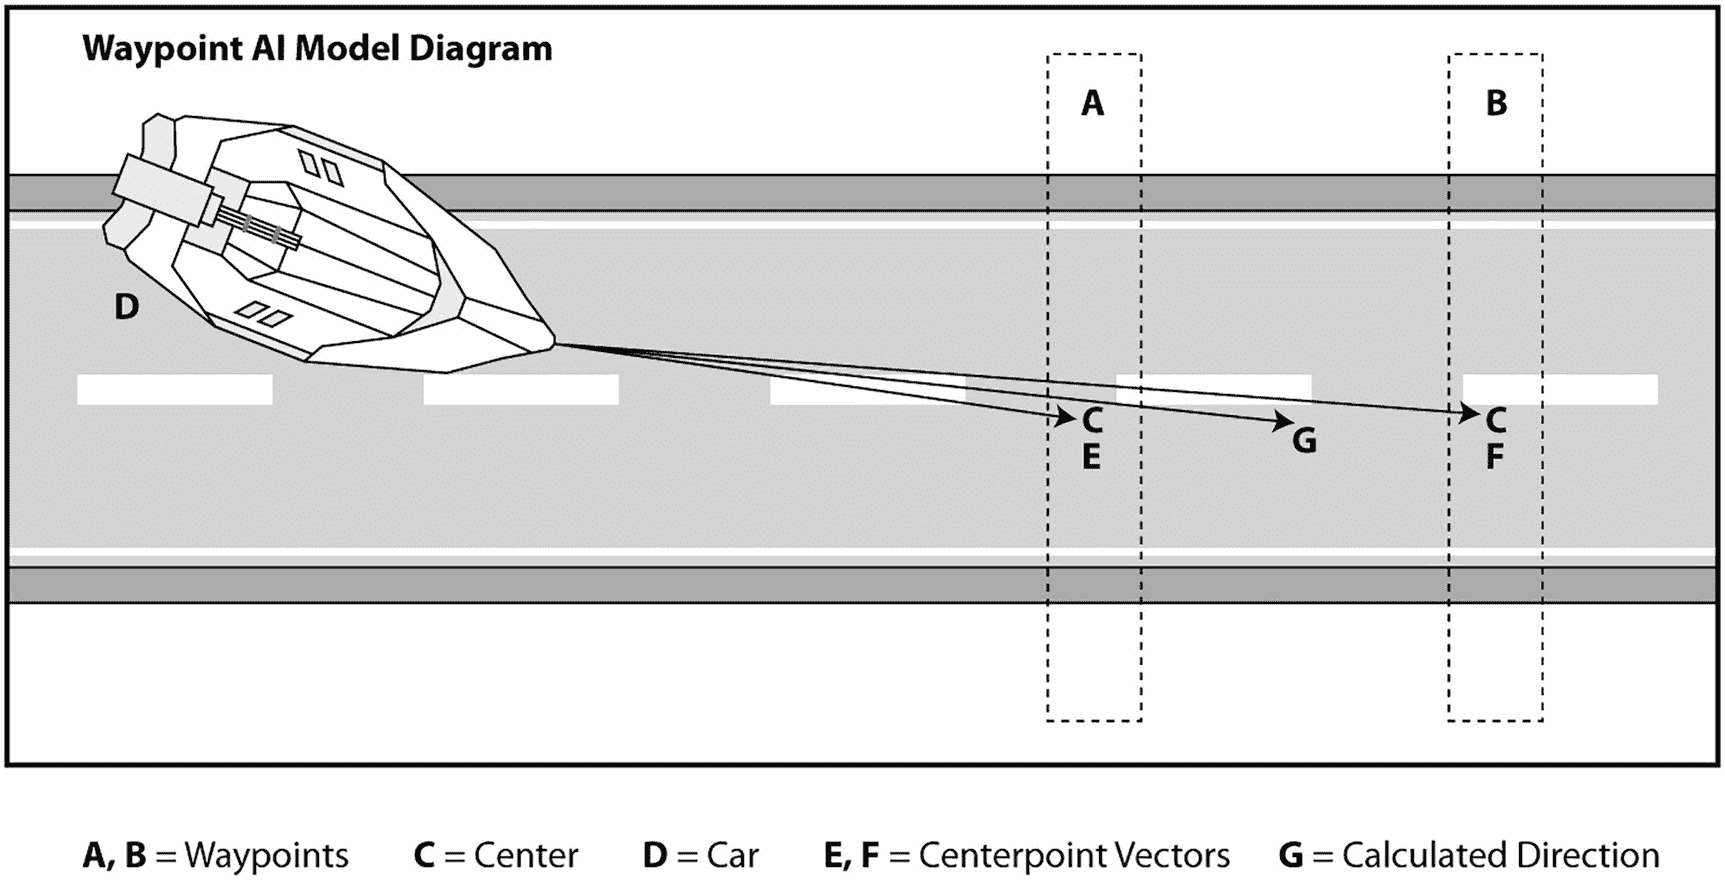 Waypoint AI Model Diagram
A
B
D
C
E
G
C
F
A, B = Waypoints C = Center D = Car E, F = Centerpoint Vectors G = Calculated Direction